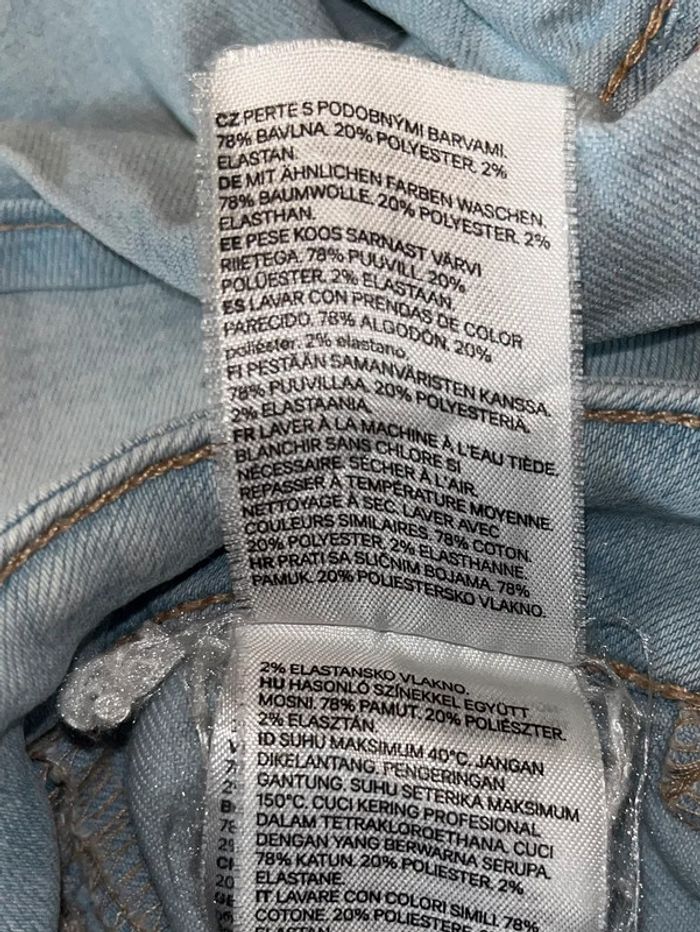 CZ PERTE S PODOBNÝMI BARVAMI.
78% BAVLNA. 20% POLYESTER. 2%
ELASTAN.
DE MIT ÄHNLICHEN FARBEN WASCHEN.
78% BAUMWOLLE. 20% POLYESTER. 2%
ELASTHAN.
EE PESE KOOS SARNAST VÄRVI
RIIETEGA. 78% PUUVILL. 20%
POLÜESTER. 2% ELASTAAN.
ES LAVAR CON PRENDAS DE COLOR
PARECIDO. 78% ALGODÓN. 20%
poliéster. 2% elastano.
FI PESTÄÄN SAMANVÄRISTEN KANSSA.
78% PUUVILLAA. 20% POLYESTERIÄ.
2% ELASTAANIA.
FR LAVER À LA MACHINE À L'EAU TIÈDE.
BLANCHIR SANS CHLORE SI
NÉCESSAIRE. SÉCHER À L'AIR.
REPASSER À TEMPÉRATURE MOYENNE.
NETTOYAGE À SEC. LAVER AVEC
COULEURS SIMILAIRES. 78% COTON.
20% POLYESTER. 2% ÉLASTHANNE.
HR PRATI SA SLIČNIM BOJAMA. 78%
PAMUK. 20% POLIESTERSKO VLAKNO.
2% ELASTANSKO VLAKNO.
HU HASONLÓ SZÍNEKKEL EGYÜTT
MOSNI. 78% PAMUT. 20% POLIÉSZTER.
2% ELASZTÁN.
ID SUHU MAKSIMUM 40°C. JANGAN
DIKELANTANG. PENGERINGAN
GANTUNG. SUHU SETERIKA MAKSIMUM
150°C. CUCI KERING PROFESIONAL
DALAM TETRAKLOROETHANA. CUCI
DENGAN YANG BERWARNA SERUPA.
78% KATUN. 20% POLIESTER. 2%
ELASTANE.
IT LAVARE CON COLORI SIMILI. 78%
COTONE. 20% POLIESTERE.